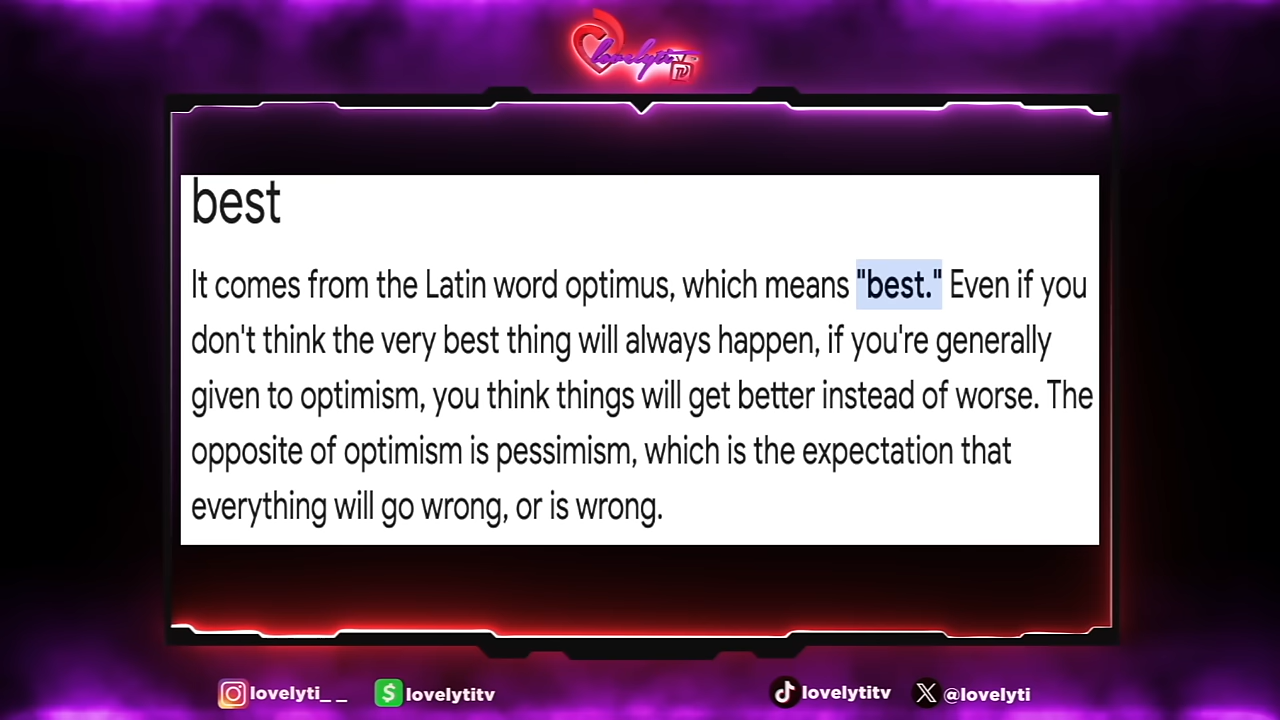 lovelytiTV
best
It comes from the Latin word optimus, which means "best." Even if you
don't think the very best thing will always happen, if you're generally
given to optimism, you think things will get better instead of worse. The
opposite of optimism is pessimism, which is the expectation that
everything will go wrong, or is wrong.
lovelyti_ _
lovelytitv
lovelytitv
@lovelyti